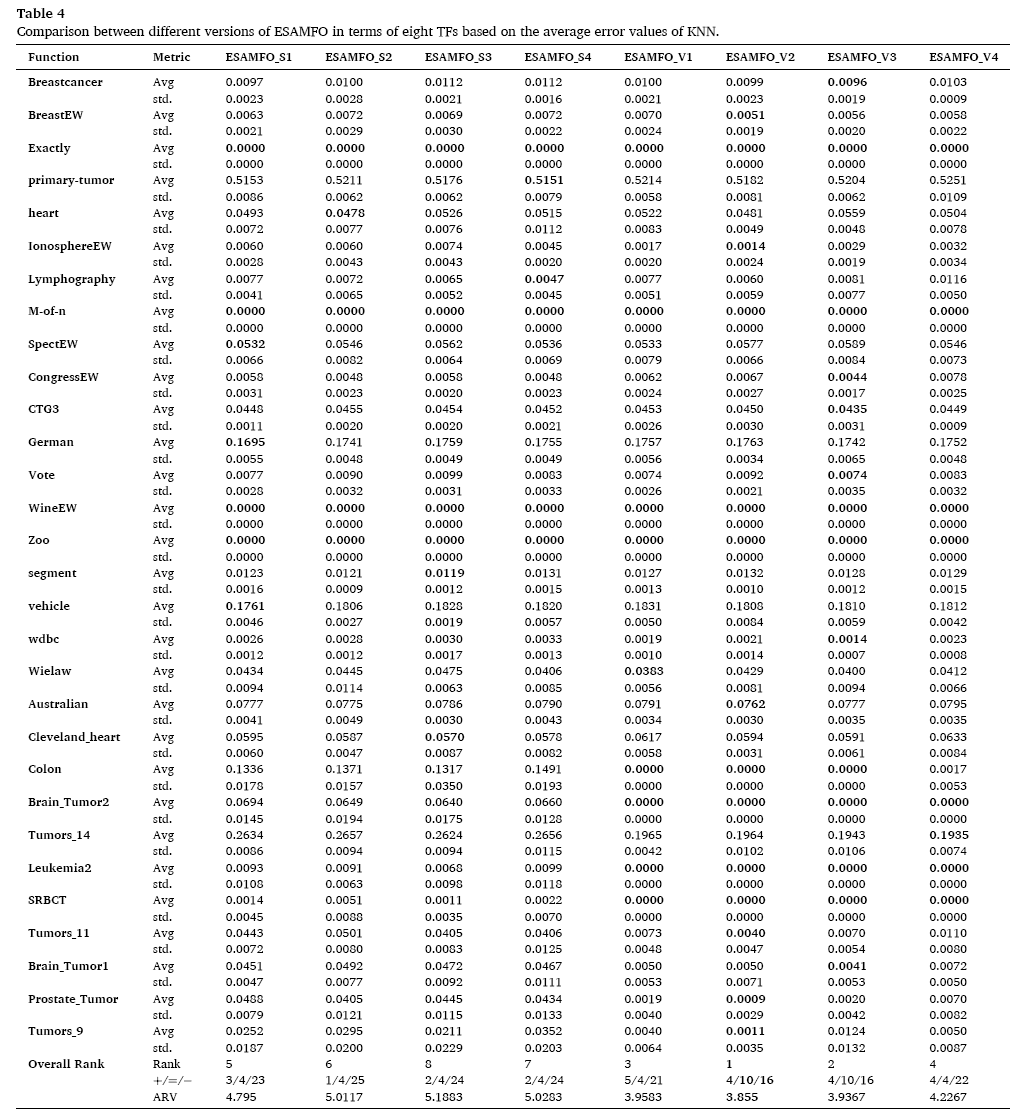 Table 4
Comparison between different versions of ESAMFO in terms of eight TFs based on the average error values of KNN.
Function Metric ESAMFO_S1 ESAMFO_S2 ESAMFO_S3 ESAMFO_S4 ESAMFO_V1 ESAMFO_V2 ESAMFO_V3 ESAMFO_V4
Breastcancer Avg 0.0097 0.0100 0.0112 0.0112 0.0100 0.0099 0.0096 0.0103
std. 0.0023 0.0028 0.0021 0.0016 0.0021 0.0023 0.0019 0.0009
BreastEW Avg 0.0063 0.0072 0.0069 0.0072 0.0070 0.0051 0.0056 0.0058
std. 0.0021 0.0029 0.0030 0.0022 0.0024 0.0019 0.0020 0.0022
Exactly Avg 0.0000 0.0000 0.0000 0.0000 0.0000 0.0000 0.0000 0.0000
std. 0.0000 0.0000 0.0000 0.0000 0.0000 0.0000 0.0000 0.0000
primary-tumor Avg 0.5153 0.5211 0.5176 0.5151 0.5214 0.5182 0.5204 0.5251
std. 0.0086 0.0062 0.0062 0.0079 0.0058 0.0081 0.0062 0.0109
heart Avg 0.0493 0.0478 0.0526 0.0515 0.0522 0.0481 0.0559 0.0504
std. 0.0072 0.0077 0.0076 0.0112 0.0083 0.0049 0.0048 0.0078
IonosphereEW Avg 0.0060 0.0060 0.0074 0.0045 0.0017 0.0014 0.0029 0.0032
std. 0.0028 0.0043 0.0043 0.0020 0.0020 0.0024 0.0019 0.0034
Lymphography Avg 0.0077 0.0072 0.0065 0.0047 0.0077 0.0060 0.0081 0.0116
std. 0.0041 0.0065 0.0052 0.0045 0.0051 0.0059 0.0077 0.0050
M-of-n Avg 0.0000 0.0000 0.0000 0.0000 0.0000 0.0000 0.0000 0.0000
std. 0.0000 0.0000 0.0000 0.0000 0.0000 0.0000 0.0000 0.0000
SpectEW Avg 0.0532 0.0546 0.0562 0.0536 0.0533 0.0577 0.0589 0.0546
std. 0.0066 0.0082 0.0064 0.0069 0.0079 0.0066 0.0084 0.0073
CongressEW Avg 0.0058 0.0048 0.0058 0.0048 0.0062 0.0067 0.0044 0.0078
std. 0.0031 0.0023 0.0020 0.0023 0.0024 0.0027 0.0017 0.0025
CTG3 Avg 0.0448 0.0455 0.0454 0.0452 0.0453 0.0450 0.0435 0.0449
std. 0.0011 0.0020 0.0020 0.0021 0.0026 0.0030 0.0031 0.0009
German Avg 0.1695 0.1741 0.1759 0.1755 0.1757 0.1763 0.1742 0.1752
std. 0.0055 0.0048 0.0049 0.0049 0.0056 0.0034 0.0065 0.0048
Vote Avg 0.0077 0.0090 0.0099 0.0083 0.0074 0.0092 0.0074 0.0083
std. 0.0028 0.0032 0.0031 0.0033 0.0026 0.0021 0.0035 0.0032
WineEW Avg 0.0000 0.0000 0.0000 0.0000 0.0000 0.0000 0.0000 0.0000
std. 0.0000 0.0000 0.0000 0.0000 0.0000 0.0000 0.0000 0.0000
Zoo Avg 0.0000 0.0000 0.0000 0.0000 0.0000 0.0000 0.0000 0.0000
std. 0.0000 0.0000 0.0000 0.0000 0.0000 0.0000 0.0000 0.0000
segment Avg 0.0123 0.0121 0.0119 0.0131 0.0127 0.0132 0.0128 0.0129
std. 0.0016 0.0009 0.0012 0.0015 0.0013 0.0010 0.0012 0.0015
vehicle Avg 0.1761 0.1806 0.1828 0.1820 0.1831 0.1808 0.1810 0.1812
std. 0.0046 0.0027 0.0019 0.0057 0.0050 0.0084 0.0059 0.0042
wdbc Avg 0.0026 0.0028 0.0030 0.0033 0.0019 0.0021 0.0014 0.0023
std. 0.0012 0.0012 0.0017 0.0013 0.0010 0.0014 0.0007 0.0008
Wielaw Avg 0.0434 0.0445 0.0475 0.0406 0.0383 0.0429 0.0400 0.0412
std. 0.0094 0.0114 0.0063 0.0085 0.0056 0.0081 0.0094 0.0066
Australian Avg 0.0777 0.0775 0.0786 0.0790 0.0791 0.0762 0.0777 0.0795
std. 0.0041 0.0049 0.0030 0.0043 0.0034 0.0030 0.0035 0.0035
Cleveland_heart Avg 0.0595 0.0587 0.0570 0.0578 0.0617 0.0594 0.0591 0.0633
std. 0.0060 0.0047 0.0087 0.0082 0.0058 0.0031 0.0061 0.0084
Colon Avg 0.1336 0.1371 0.1317 0.1491 0.0000 0.0000 0.0000 0.0017
std. 0.0178 0.0157 0.0350 0.0193 0.0000 0.0000 0.0000 0.0053
Brain_Tumor2 Avg 0.0694 0.0649 0.0640 0.0660 0.0000 0.0000 0.0000 0.0000
std. 0.0145 0.0194 0.0175 0.0128 0.0000 0.0000 0.0000 0.0000
Tumors_14 Avg 0.2634 0.2657 0.2624 0.2656 0.1965 0.1964 0.1943 0.1935
std. 0.0086 0.0094 0.0094 0.0115 0.0042 0.0102 0.0106 0.0074
Leukemia2 Avg 0.0093 0.0091 0.0068 0.0099 0.0000 0.0000 0.0000 0.0000
std. 0.0108 0.0063 0.0098 0.0118 0.0000 0.0000 0.0000 0.0000
SRBCT Avg 0.0014 0.0051 0.0011 0.0022 0.0000 0.0000 0.0000 0.0000
std. 0.0045 0.0088 0.0035 0.0070 0.0000 0.0000 0.0000 0.0000
Tumors_11 Avg 0.0443 0.0501 0.0405 0.0406 0.0073 0.0040 0.0070 0.0110
std. 0.0072 0.0080 0.0083 0.0125 0.0048 0.0047 0.0054 0.0080
Brain_Tumor1 Avg 0.0451 0.0492 0.0472 0.0467 0.0050 0.0050 0.0041 0.0072
std. 0.0047 0.0077 0.0092 0.0111 0.0053 0.0071 0.0053 0.0050
Prostate_Tumor Avg 0.0488 0.0405 0.0445 0.0434 0.0019 0.0009 0.0020 0.0070
std. 0.0079 0.0121 0.0115 0.0133 0.0040 0.0029 0.0042 0.0082
Tumors_9 Avg 0.0252 0.0295 0.0211 0.0352 0.0040 0.0011 0.0124 0.0050
std. 0.0187 0.0200 0.0229 0.0203 0.0064 0.0035 0.0132 0.0087
Overall Rank Rank 5 6 8 7 3 1 2 4
+/=/− 3/4/23 1/4/25 2/4/24 2/4/24 5/4/21 4/10/16 4/10/16 4/4/22
ARV 4.795 5.0117 5.1883 5.0283 3.9583 3.855 3.9367 4.2267